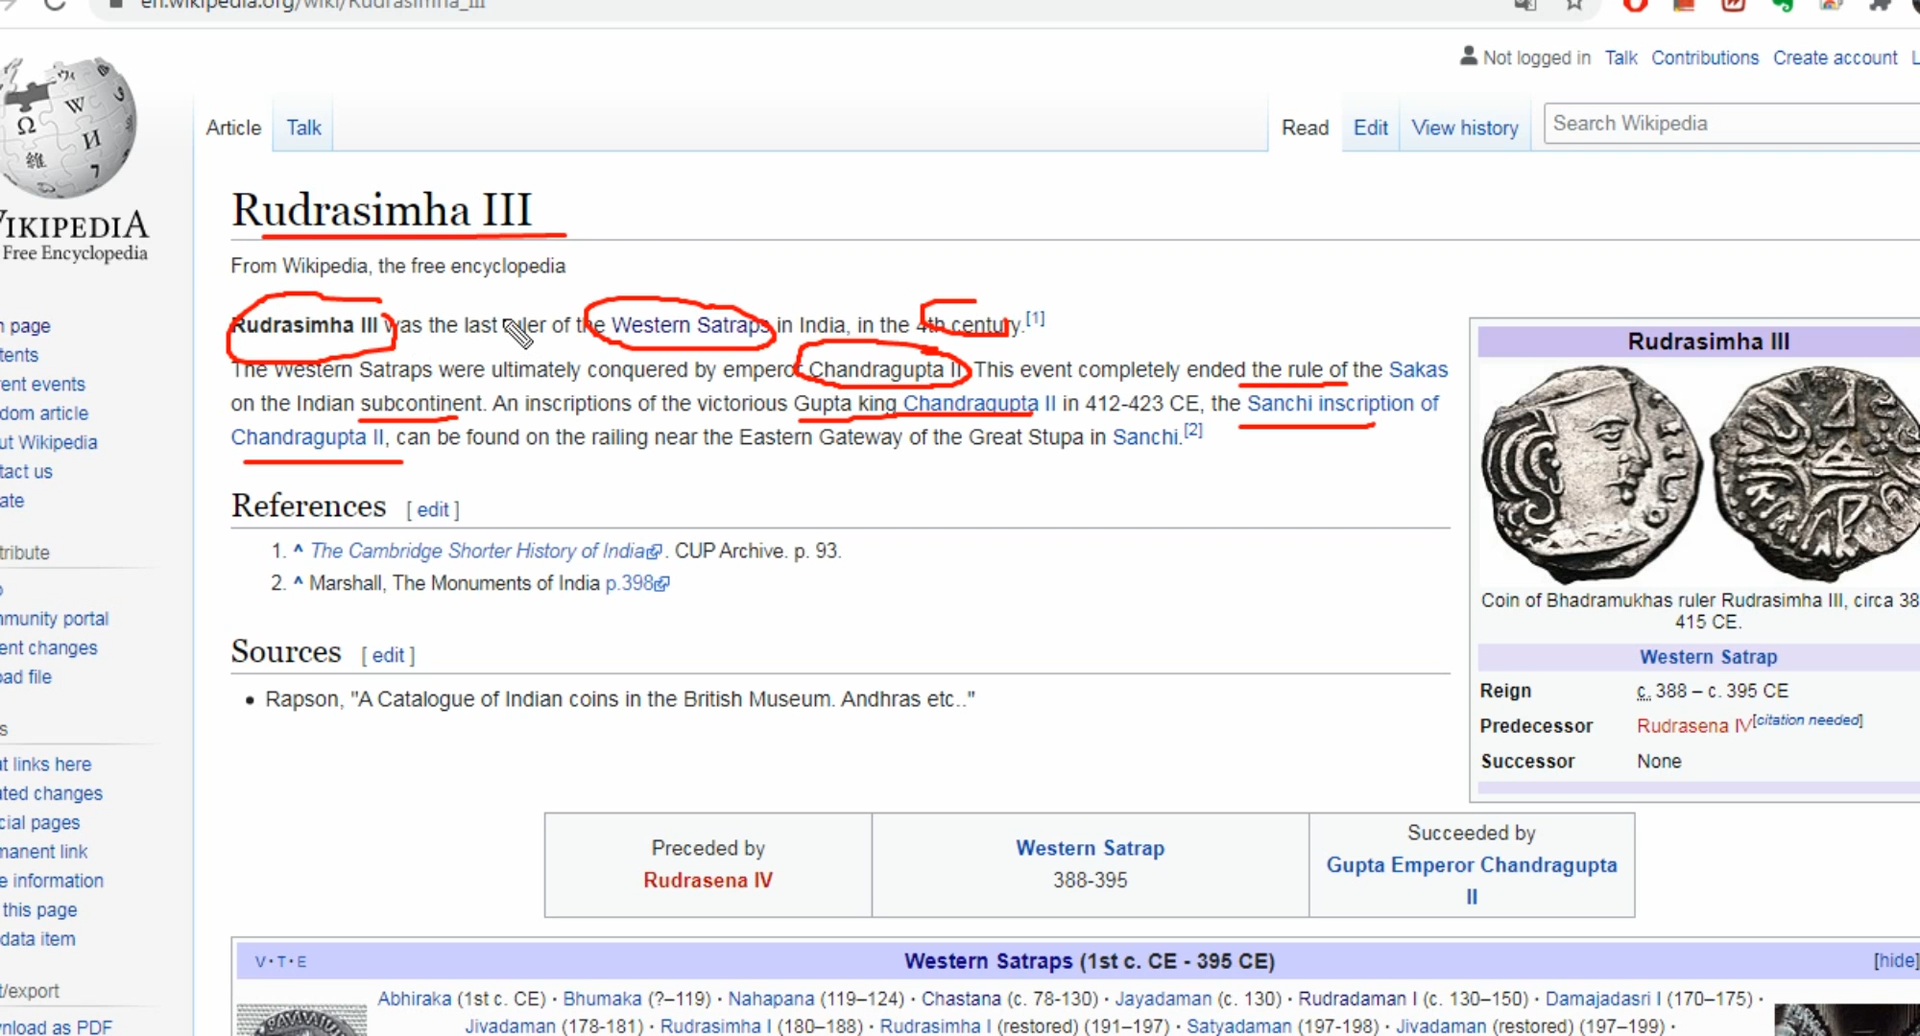 en.wikipedia.org/wiki/Rudrasimha_III
Not logged in Talk Contributions Create account L
Article Talk Read Edit View history Search Wikipedia
WIKIPEDIA
Free Encyclopedia
Rudrasimha III
From Wikipedia, the free encyclopedia
Rudrasimha III was the last ruler of the Western Satraps in India, in the 4th century.[1]
The Western Satraps were ultimately conquered by emperor Chandragupta II. This event completely ended the rule of the Sakas
on the Indian subcontinent. An inscriptions of the victorious Gupta king Chandragupta II in 412-423 CE, the Sanchi inscription of
Chandragupta II, can be found on the railing near the Eastern Gateway of the Great Stupa in Sanchi.[2]
References [ edit ]
1. ^ The Cambridge Shorter History of India. CUP Archive. p. 93.
2. ^ Marshall, The Monuments of India p.398
Sources [ edit ]
• Rapson, "A Catalogue of Indian coins in the British Museum. Andhras etc.."
n page
tents
ent events
dom article
ut Wikipedia
tact us
ate
tribute
mmunity portal
ent changes
oad file
s
at links here
ated changes
cial pages
manent link
e information
this page
data item
t/export
wnload as PDF
Rudrasimha III
Coin of Bhadramukhas ruler Rudrasimha III, circa 38
415 CE.
Western Satrap
Reign c. 388 – c. 395 CE
Predecessor Rudrasena IV[citation needed]
Successor None
Preceded by
Rudrasena IV
Western Satrap
388-395
Succeeded by
Gupta Emperor Chandragupta
II
V·T·E Western Satraps (1st c. CE - 395 CE) [hide]
Abhiraka (1st c. CE) · Bhumaka (?–119) · Nahapana (119–124) · Chastana (c. 78-130) · Jayadaman (c. 130) · Rudradaman I (c. 130–150) · Damajadasri I (170–175) ·
Jivadaman (178-181) · Rudrasimha I (180–188) · Rudrasimha I (restored) (191–197) · Satyadaman (197-198) · Jivadaman (restored) (197–199) ·